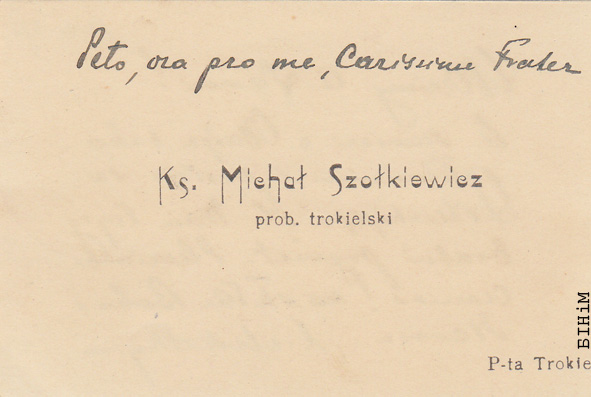 Peto, ora pro me, Carissime Frater
Ks. Michał Szołkiewicz
prob. trokielski
BIHiM
P-ta Trokie